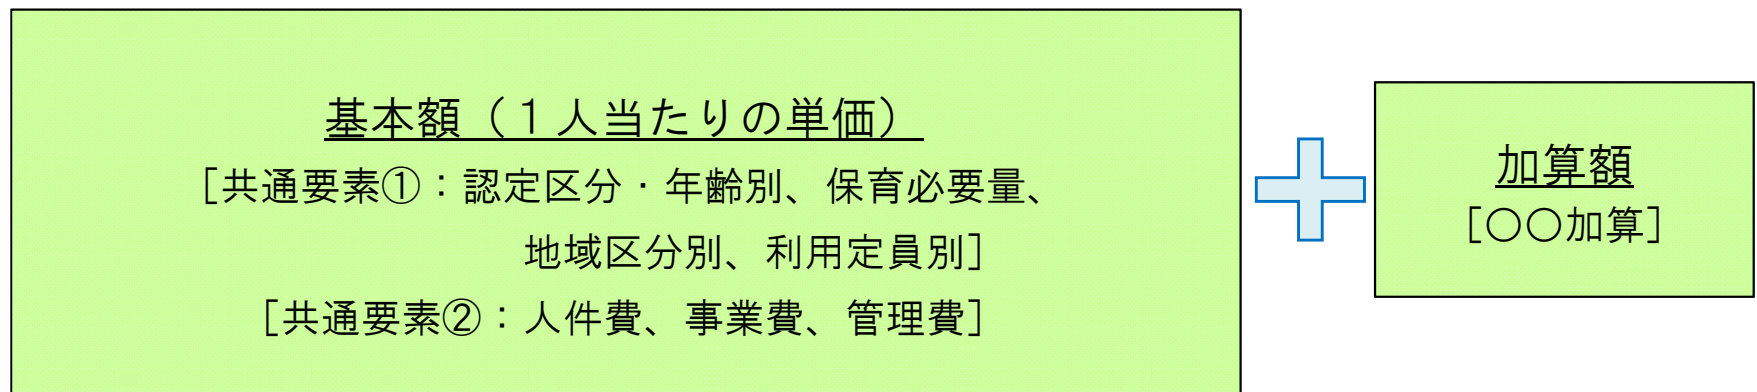 基本額（１人当たりの単価）
［共通要素①：認定区分・年齢別、保育必要量、
地域区分別、利用定員別］
［共通要素②：人件費、事業費、管理費］
加算額
［○○加算］